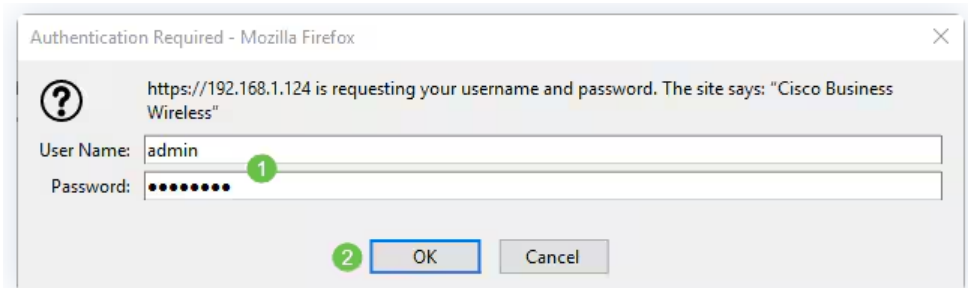 Authentication Required - Mozilla Firefox
https://192.168.1.124 is requesting your username and password. The site says: “Cisco Business
Wireless”
User Name: admin
1
Password: ●●●●●●●●
2 OK Cancel